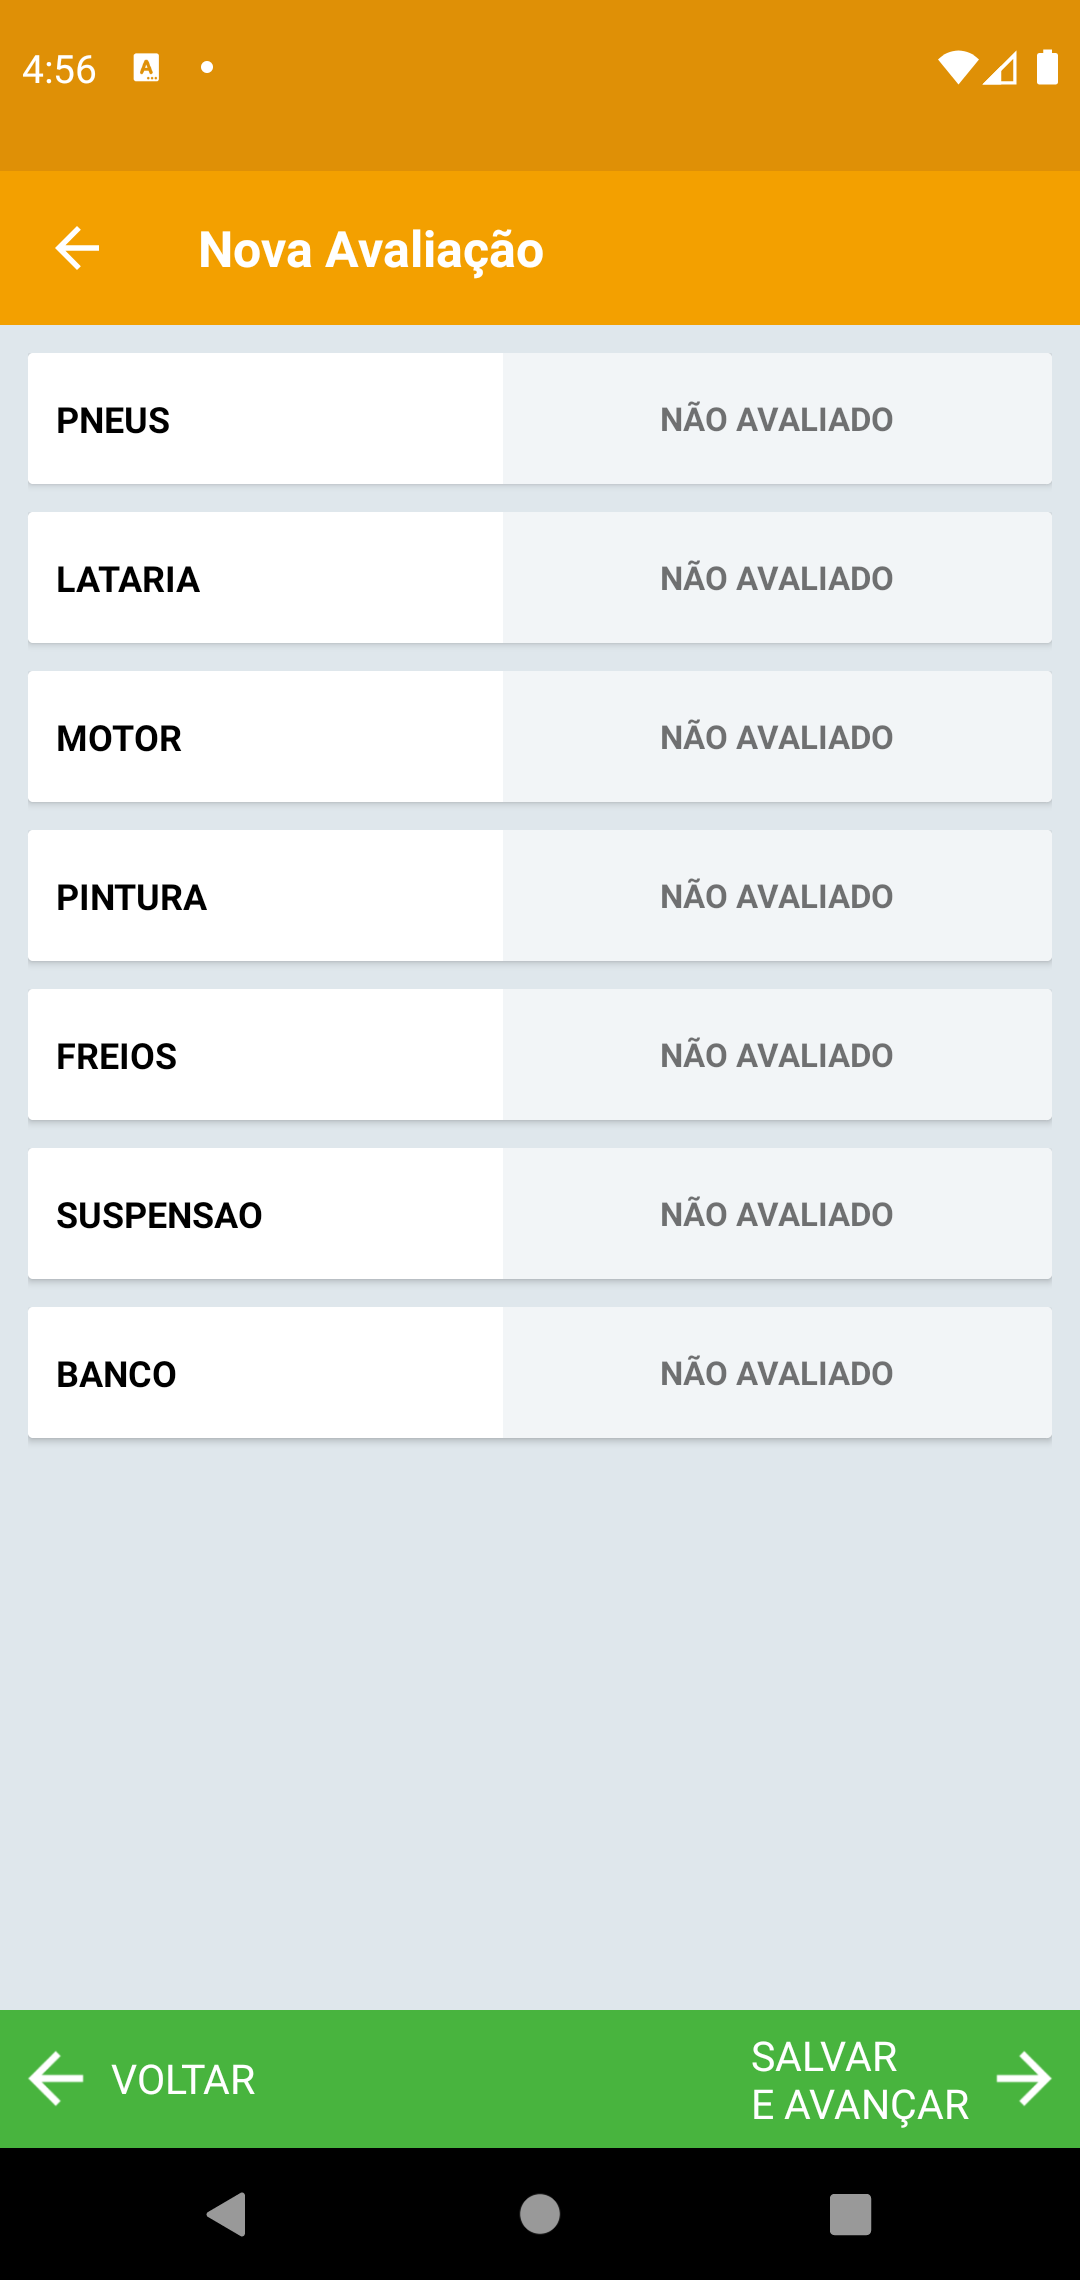 4:56
Nova Avaliação
PNEUS NÃO AVALIADO
LATARIA NÃO AVALIADO
MOTOR NÃO AVALIADO
PINTURA NÃO AVALIADO
FREIOS NÃO AVALIADO
SUSPENSAO NÃO AVALIADO
BANCO NÃO AVALIADO
VOLTAR
SALVAR
E AVANÇAR